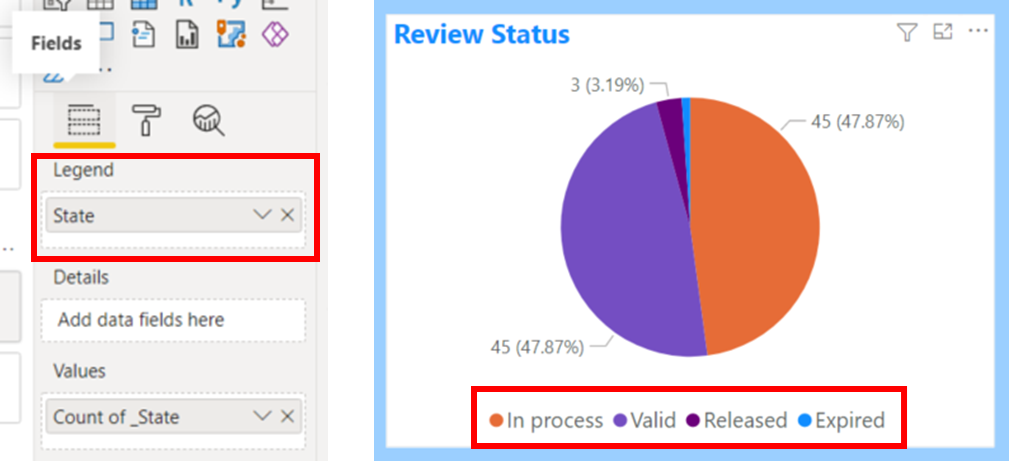 Fields
Legend
State
Details
Add data fields here
Values
Count of _State
Review Status
3 (3.19%)
45 (47.87%)
45 (47.87%)
In process Valid Released Expired